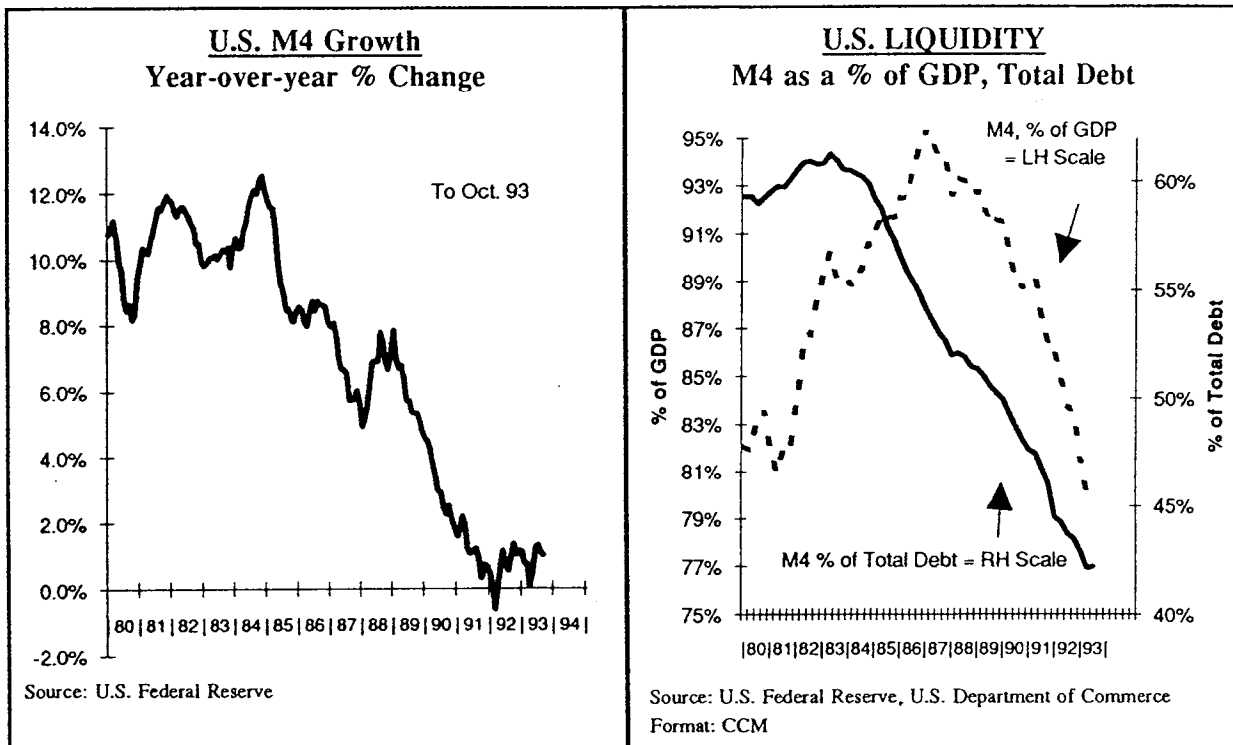 U.S. M4 Growth
Year-over-year % Change
14.0%
12.0%
10.0%
8.0%
6.0%
4.0%
2.0%
0.0%
-2.0%
To Oct. 93
|80|81|82|83|84|85|86|87|88|89|90|91|92|93|94|
Source: U.S. Federal Reserve
U.S. LIQUIDITY
M4 as a % of GDP, Total Debt
95%
93%
91%
89%
87%
85%
83%
81%
79%
77%
75%
% of GDP
M4, % of GDP
= LH Scale
M4 % of Total Debt = RH Scale
60%
55%
50%
45%
40%
% of Total Debt
|80|81|82|83|84|85|86|87|88|89|90|91|92|93|
Source: U.S. Federal Reserve, U.S. Department of Commerce
Format: CCM